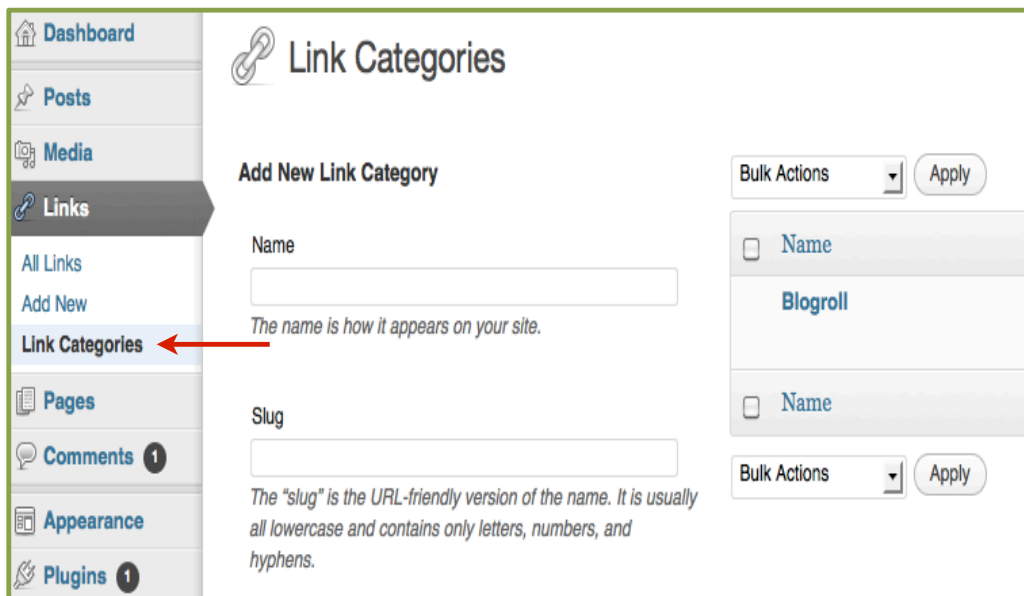 Dashboard
Posts
Media
Links
All Links
Add New
Link Categories
Pages
Comments 1
Appearance
Plugins 1
Link Categories
Add New Link Category
Name
The name is how it appears on your site.
Slug
The “slug” is the URL-friendly version of the name. It is usually
all lowercase and contains only letters, numbers, and
hyphens.
Bulk Actions Apply
Name
Blogroll
Name
Bulk Actions Apply